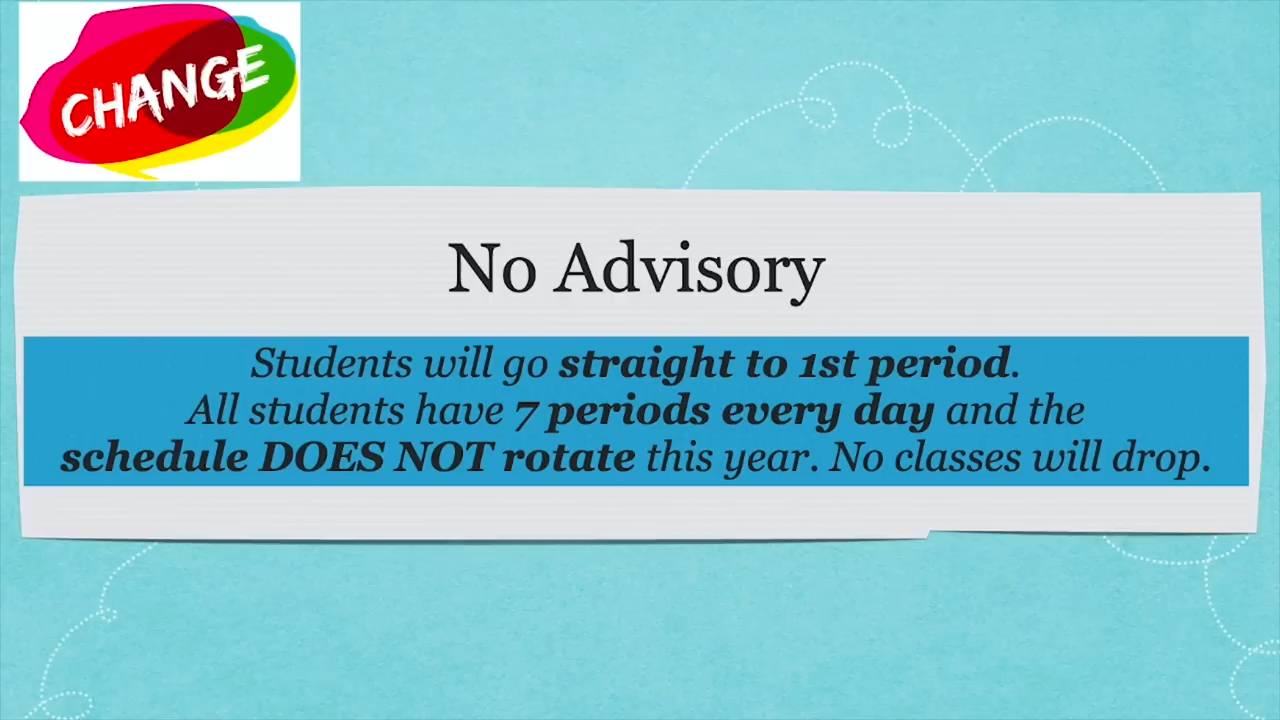 CHANGE
No Advisory
Students will go straight to 1st period.
All students have 7 periods every day and the
schedule DOES NOT rotate this year. No classes will drop.